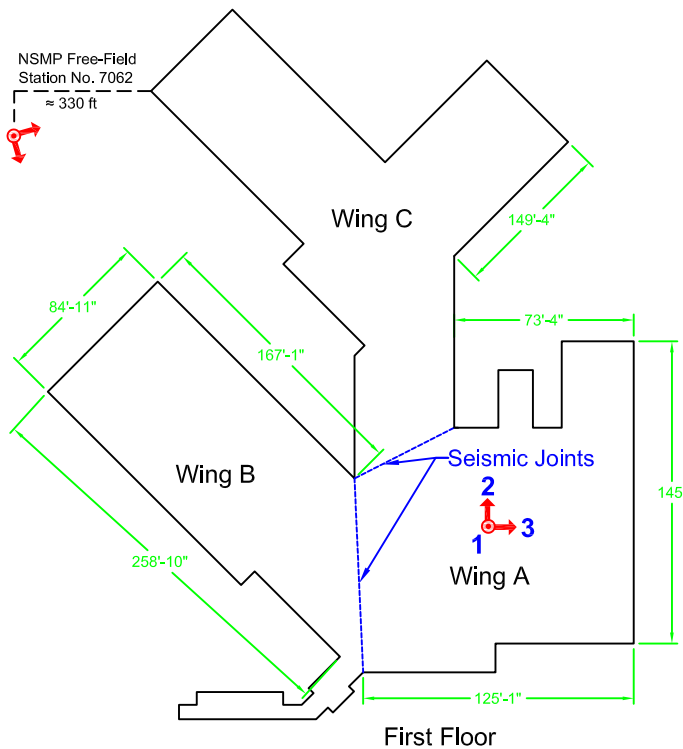 NSMP Free-Field
Station No. 7062
≈ 330 ft
Wing C
149'-4"
84'-11"
73'-4"
167'-1"
Seismic Joints
Wing B
2
145
1
3
258'-10"
Wing A
125'-1"
First Floor